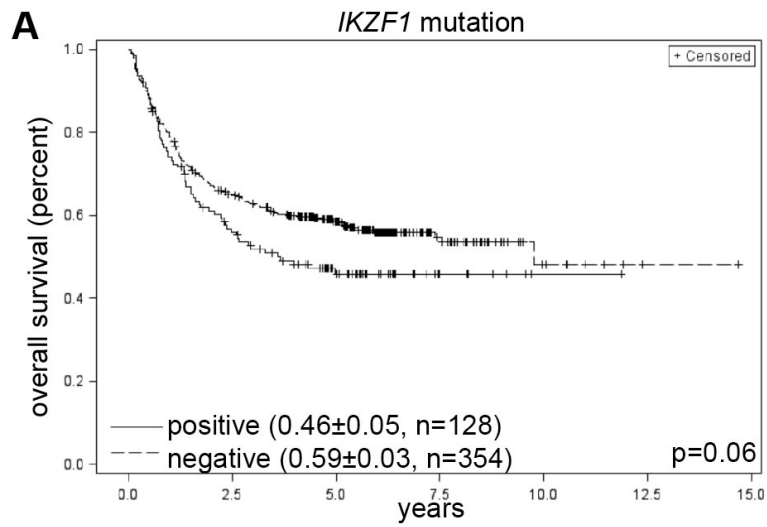 A
IKZF1 mutation
1.0
+ Censored
0.8
0.6
0.4
0.2
0.0
overall survival (percent)
positive (0.46±0.05, n=128)
negative (0.59±0.03, n=354)
p=0.06
0.0 2.5 5.0 7.5 10.0 12.5 15.0
years